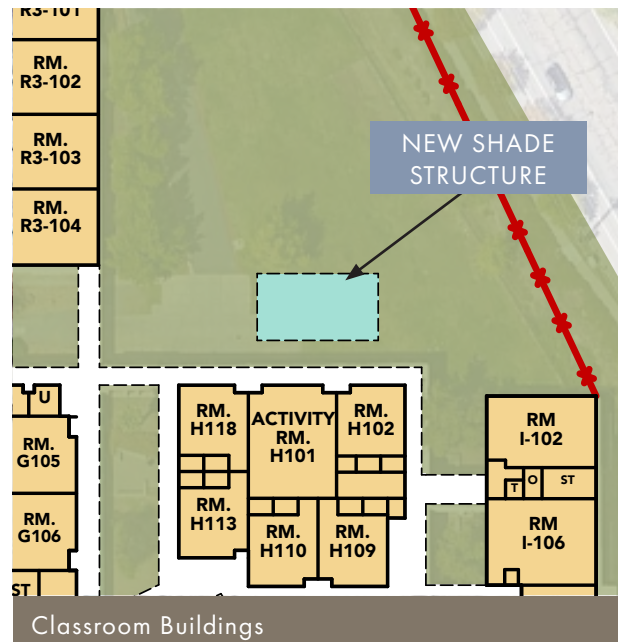 R3-101
RM.
R3-102
RM.
R3-103
RM.
R3-104
NEW SHADE
STRUCTURE
U
RM.
G105
RM.
G106
ST
RM.
H118
ACTIVITY
RM.
H101
RM.
H102
RM.
H113
RM.
H110
RM.
H109
RM
I-102
T
O
ST
RM
I-106
Classroom Buildings